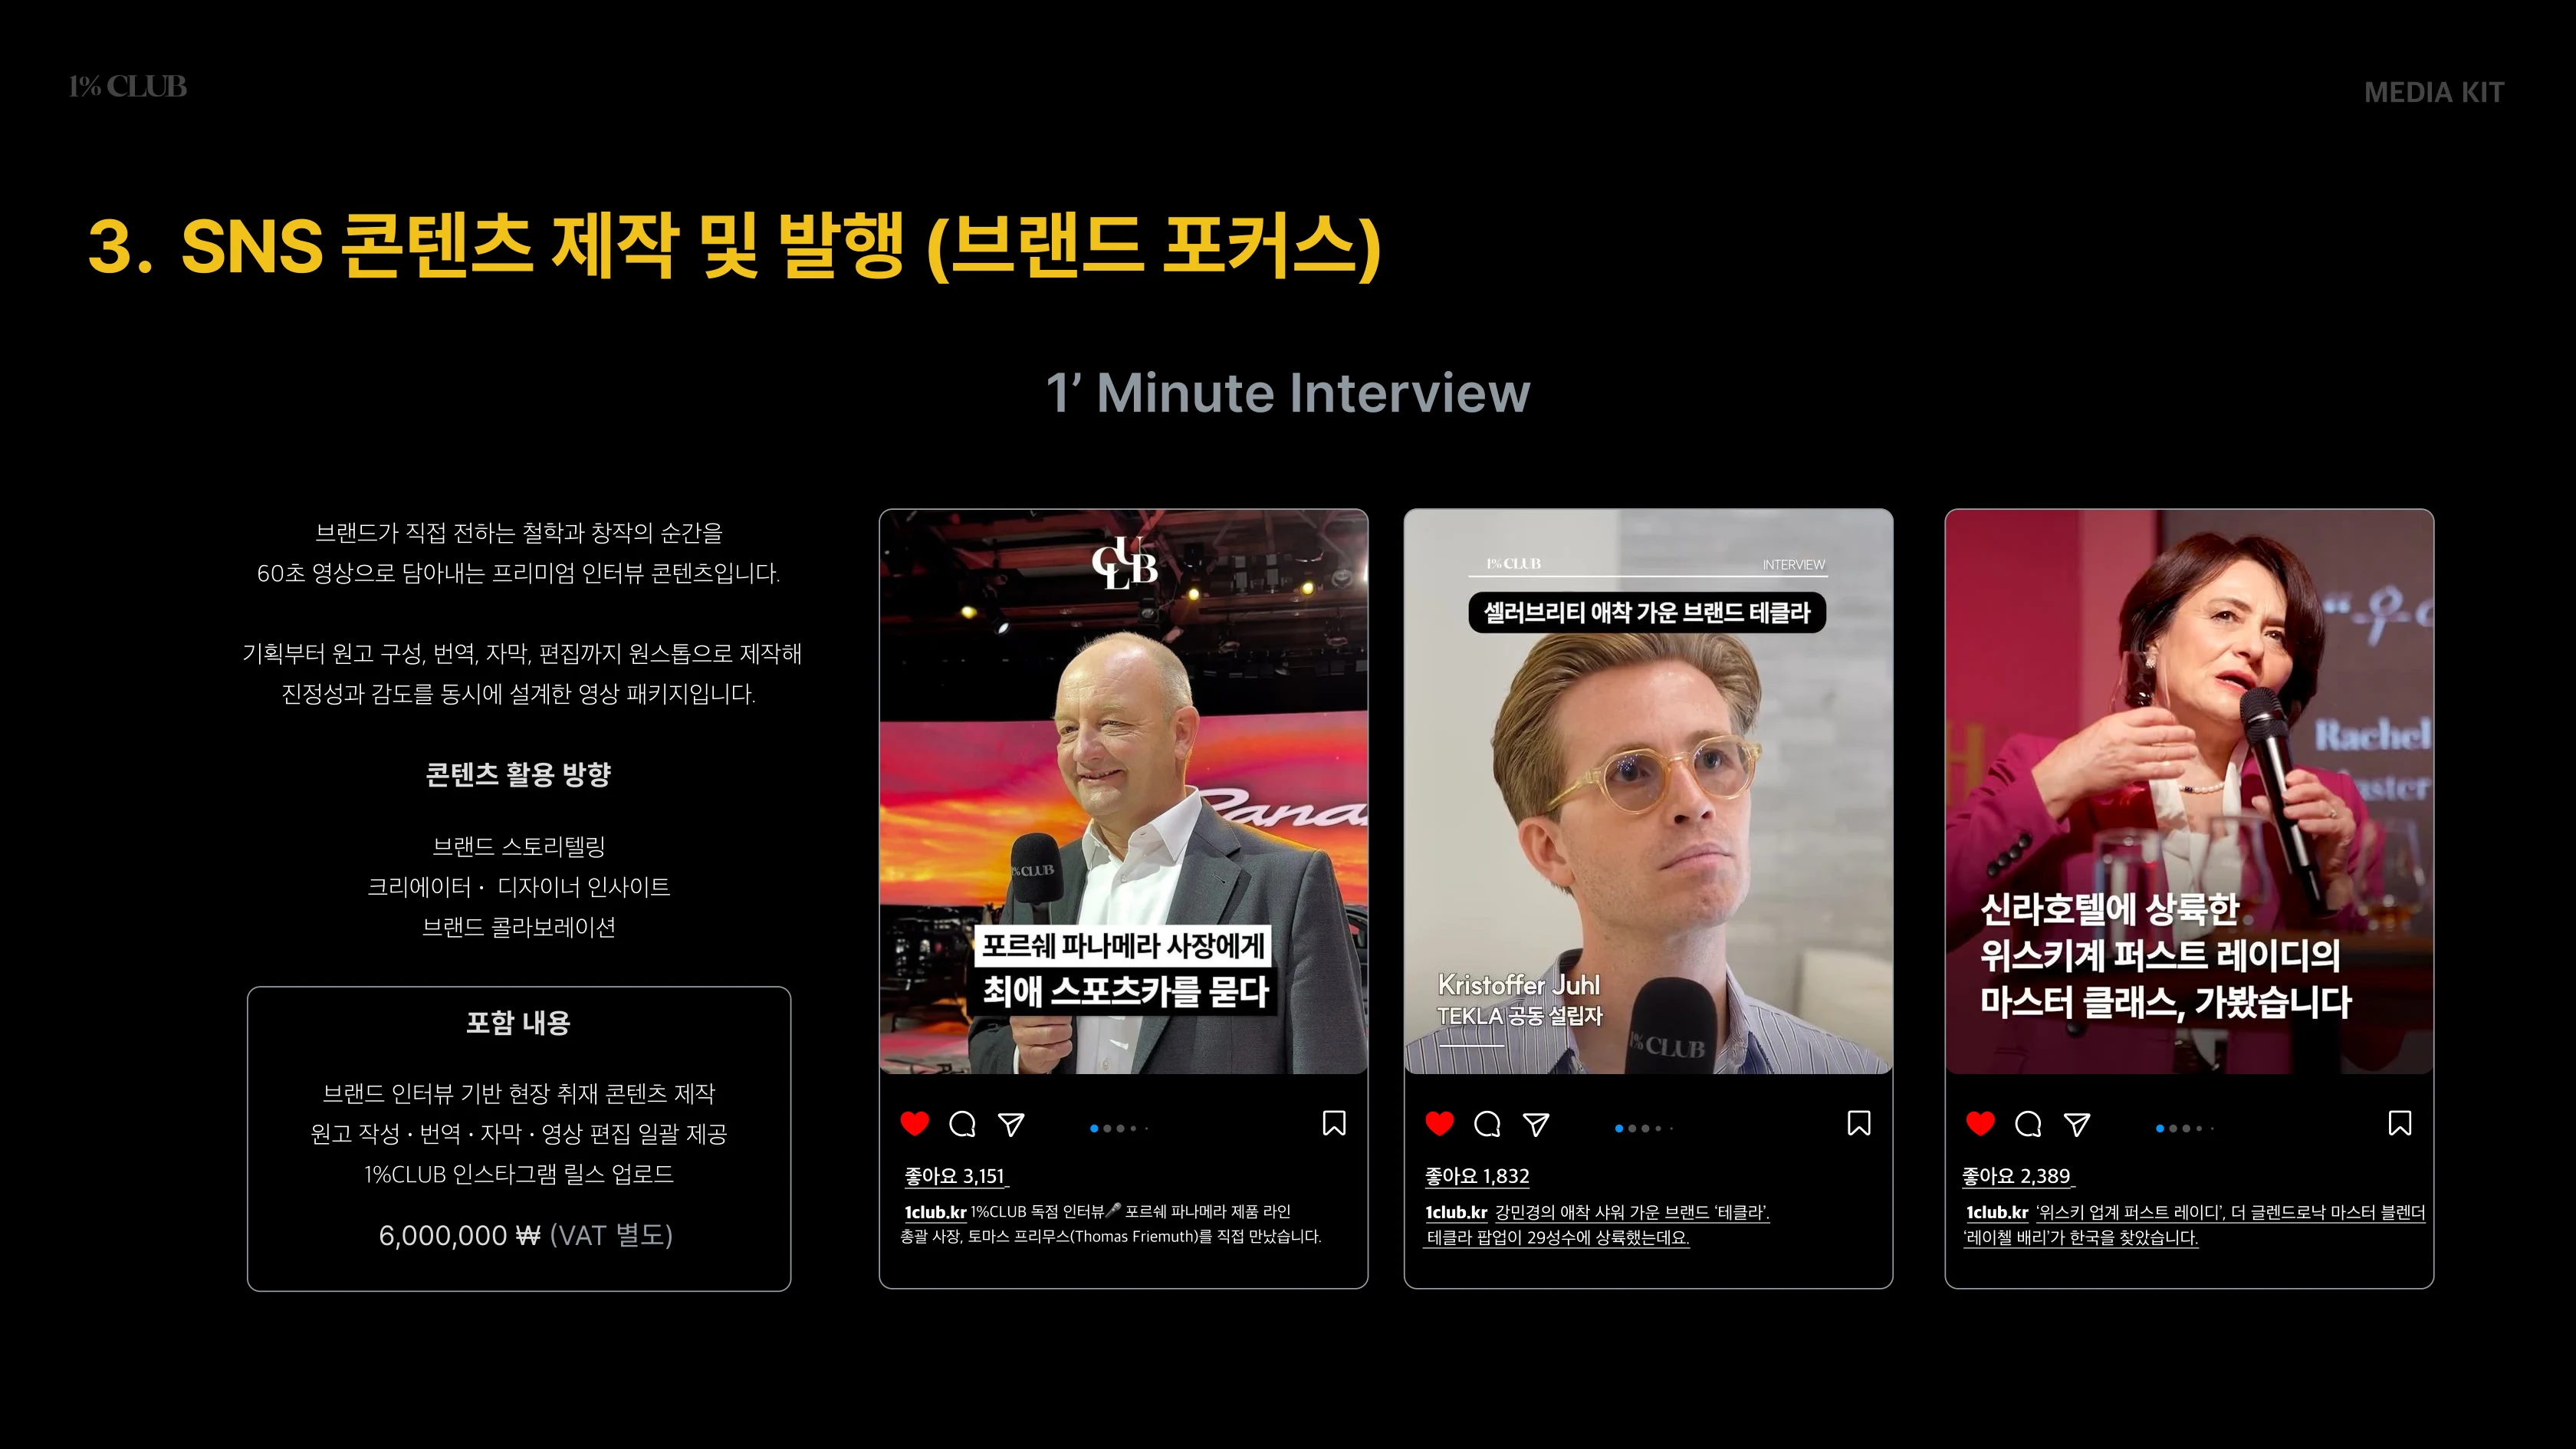 1% CLUB
MEDIA KIT
3. SNS 콘텐츠 제작 및 발행 (브랜드 포커스)
1’ Minute Interview
브랜드가 직접 전하는 철학과 창작의 순간을
60초 영상으로 담아내는 프리미엄 인터뷰 콘텐츠입니다.
기획부터 원고 구성, 번역, 자막, 편집까지 원스톱으로 제작해
진정성과 감도를 동시에 설계한 영상 패키지입니다.
콘텐츠 활용 방향
브랜드 스토리텔링
크리에이터 · 디자이너 인사이트
브랜드 콜라보레이션
포함 내용
브랜드 인터뷰 기반 현장 취재 콘텐츠 제작
원고 작성 · 번역 · 자막 · 영상 편집 일괄 제공
1%CLUB 인스타그램 릴스 업로드
6,000,000 ₩ (VAT 별도)
CLUB
Pana
1% CLUB
포르쉐 파나메라 사장에게
최애 스포츠카를 묻다
좋아요 3,151
1club.kr 1%CLUB 독점 인터뷰🎤 포르쉐 파나메라 제품 라인
총괄 사장, 토마스 프리무스(Thomas Friemuth)를 직접 만났습니다.
1% CLUB
INTERVIEW
셀러브리티 애착 가운 브랜드 테클라
Kristoffer Juhl
TEKLA 공동 설립자
1% CLUB
좋아요 1,832
1club.kr 강민경의 애착 샤워 가운 브랜드 ‘테클라’.
테클라 팝업이 29성수에 상륙했는데요.
Rachel
aster
신라호텔에 상륙한
위스키계 퍼스트 레이디의
마스터 클래스, 가봤습니다
좋아요 2,389
1club.kr ‘위스키 업계 퍼스트 레이디’, 더 글렌드로낙 마스터 블렌더
‘레이첼 배리’가 한국을 찾았습니다.